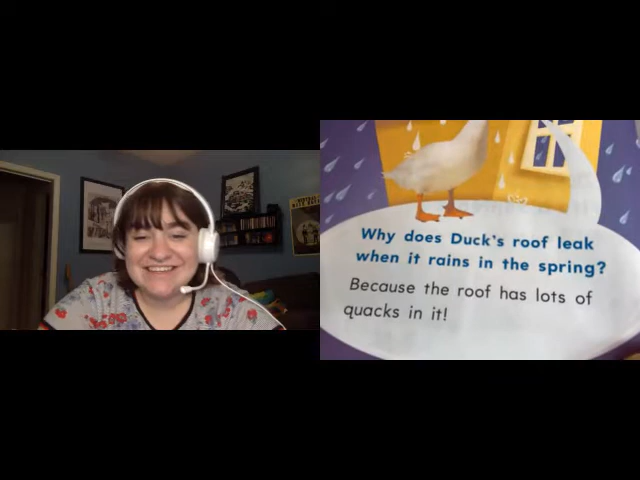 Why does Duck's roof leak
when it rains in the spring?
Because the roof has lots of
quacks in it!